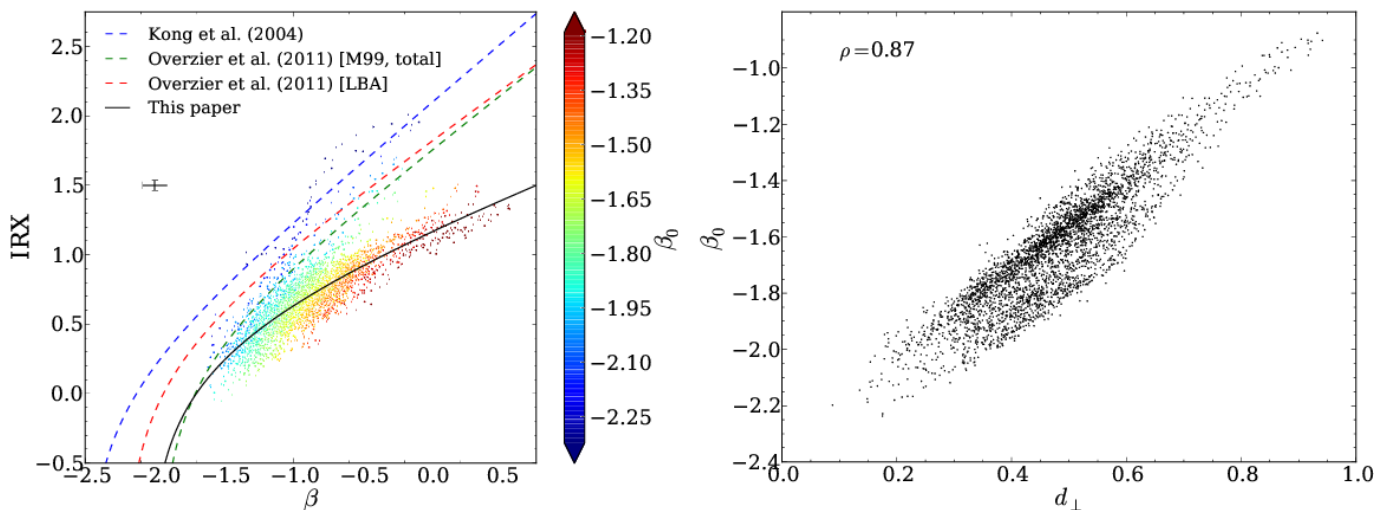 Kong et al. (2004)
Overzier et al. (2011) [M99, total]
Overzier et al. (2011) [LBA]
This paper
2.5
2.0
1.5
1.0
0.5
0.0
−0.5
IRX
−2.5 −2.0 −1.5 −1.0 −0.5 0.0 0.5
β
−1.20
−1.35
−1.50
−1.65
−1.80
−1.95
−2.10
−2.25
β₀
ρ=0.87
−1.0
−1.2
−1.4
−1.6
−1.8
−2.0
−2.2
−2.4
β₀
0.0 0.2 0.4 0.6 0.8 1.0
d⊥